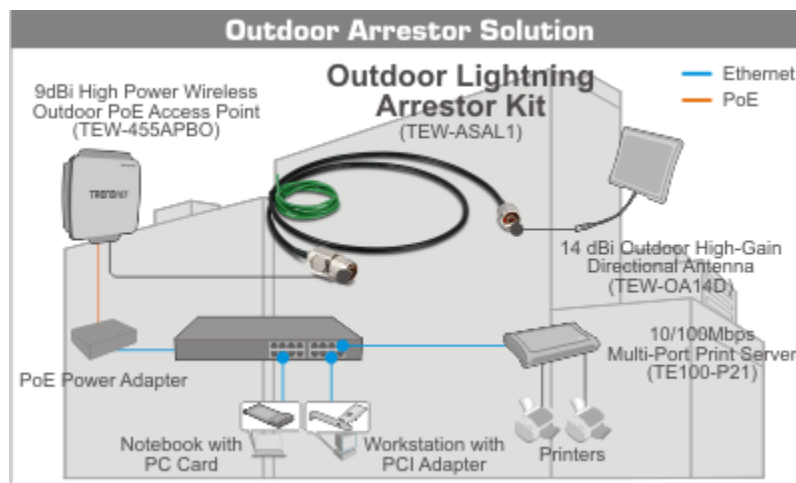 Outdoor Arrestor Solution
9dBi High Power Wireless
Outdoor PoE Access Point
(TEW-455APBO)
Outdoor Lightning
Arrestor Kit
(TEW-ASAL1)
Ethernet
PoE
TRENDNET
14 dBi Outdoor High-Gain
Directional Antenna
(TEW-OA14D)
PoE Power Adapter
10/100Mbps
Multi-Port Print Server
(TE100-P21)
Notebook with
PC Card
Workstation with
PCI Adapter
Printers